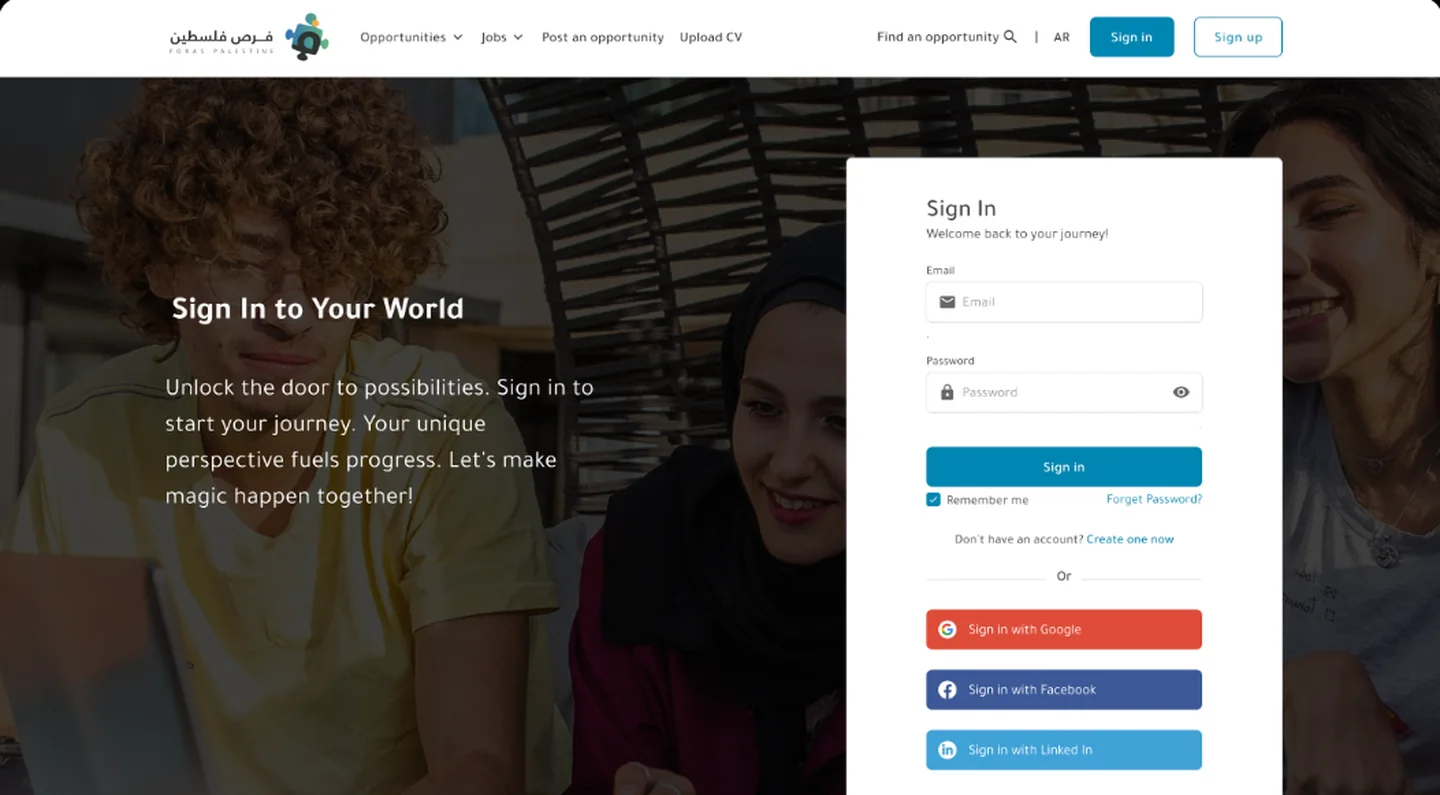 فــرص فلسطين
FORAS PALESTINE
Opportunities
Jobs
Post an opportunity
Upload CV
Find an opportunity
|
AR
Sign in
Sign up
Sign In to Your World
Unlock the door to possibilities. Sign in to
start your journey. Your unique
perspective fuels progress. Let's make
magic happen together!
Sign In
Welcome back to your journey!
Email
Email
Password
Password
Sign in
Remember me
Forget Password?
Don't have an account? Create one now
Or
Sign in with Google
Sign in with Facebook
Sign in with Linked In